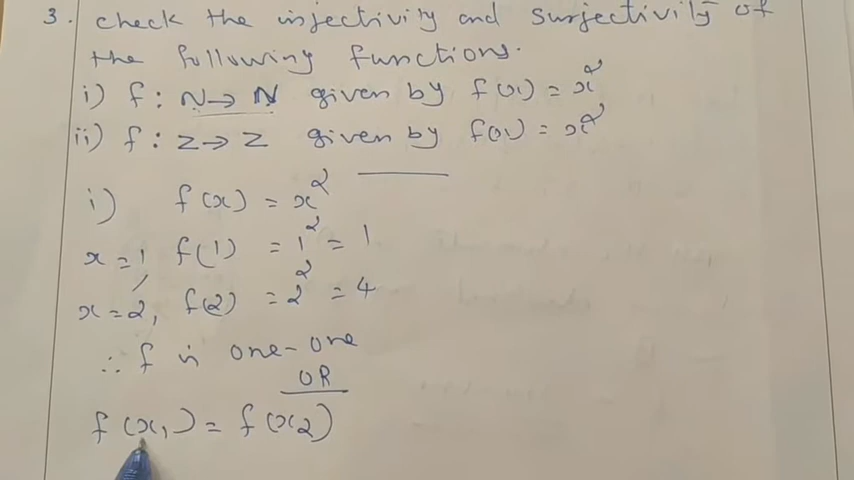 3. check the injectivity and surjectivity of
the following functions.
i) f : N → N given by f(x) = x²
ii) f : Z → Z given by f(x) = x²
i) f(x) = x²
x = 1, f(1) = 1² = 1
x = 2, f(2) = 2² = 4
∴ f is one-one
OR
f(x₁) = f(x₂)